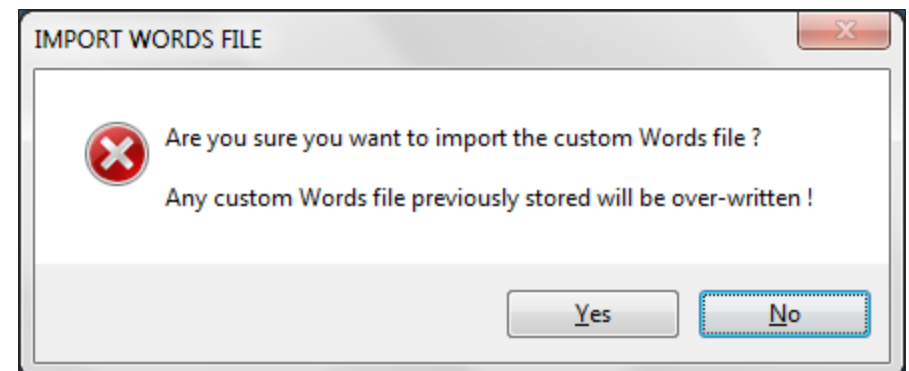 IMPORT WORDS FILE
Are you sure you want to import the custom Words file ?
Any custom Words file previously stored will be over-written !
Yes
No